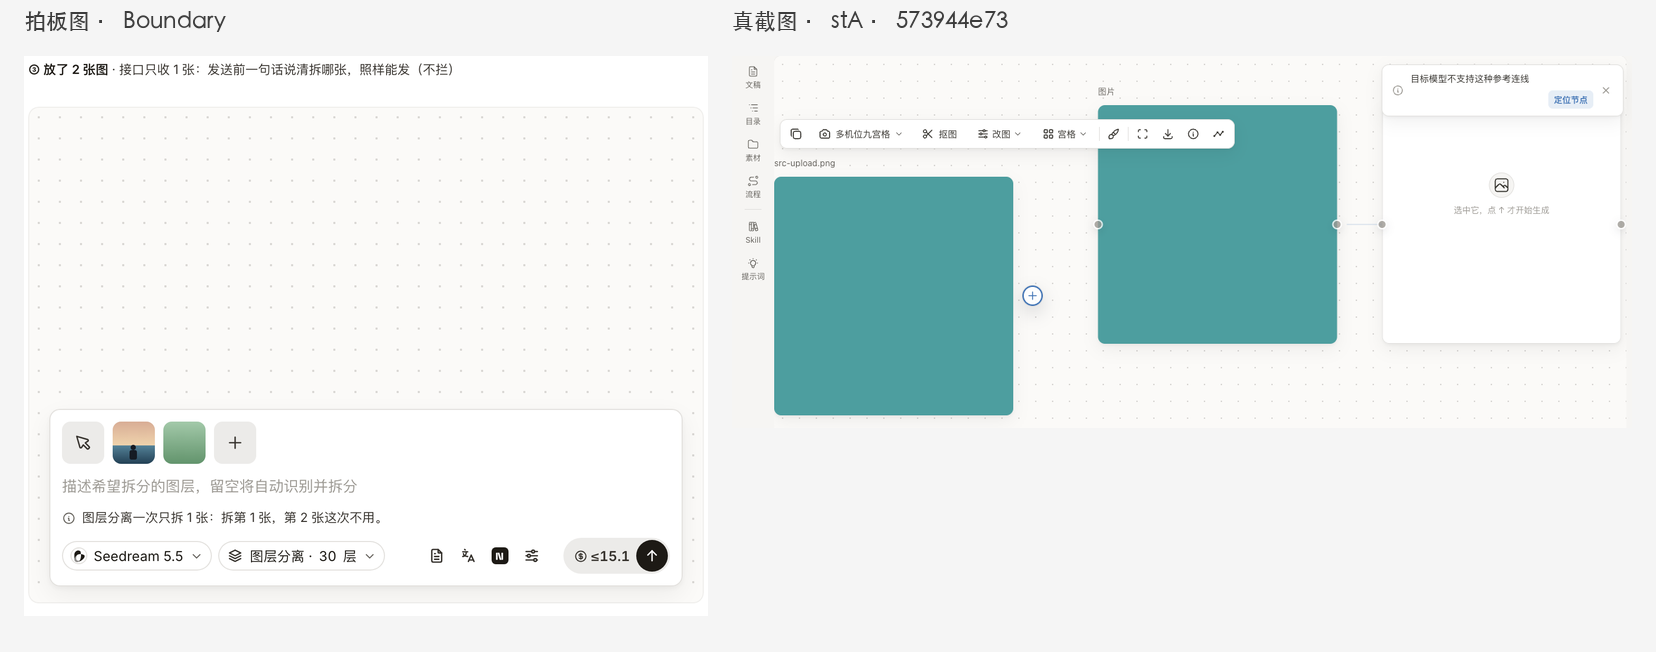 拍板图 · Boundary
③ 放了 2 张图 · 接口只收 1 张：发送前一句话说清拆哪张，照样能发（不拦）
描述希望拆分的图层，留空将自动识别并拆分
图层分离一次只拆 1 张：拆第 1 张，第 2 张这次不用。
Seedream 5.5
图层分离 · 30 层
N
≤15.1
真截图 · stA · 573944e73
文稿
目录
素材
流程
Skill
提示词
多机位九宫格
抠图
改图
宫格
src-upload.png
图片
目标模型不支持这种参考连线
定位节点
选中它，点 ↑ 才开始生成